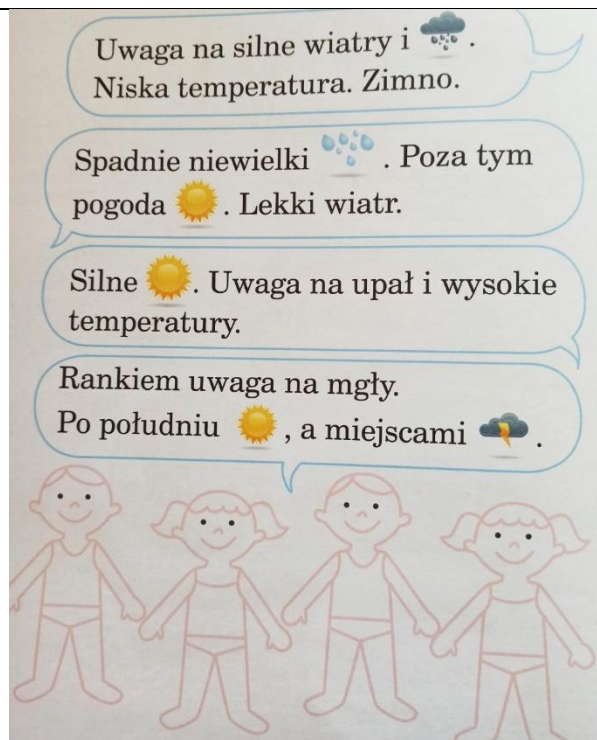 Uwaga na silne wiatry i .
Niska temperatura. Zimno.
Spadnie niewielki . Poza tym
pogoda . Lekki wiatr.
Silne . Uwaga na upał i wysokie
temperatury.
Rankiem uwaga na mgły.
Po południu , a miejscami .